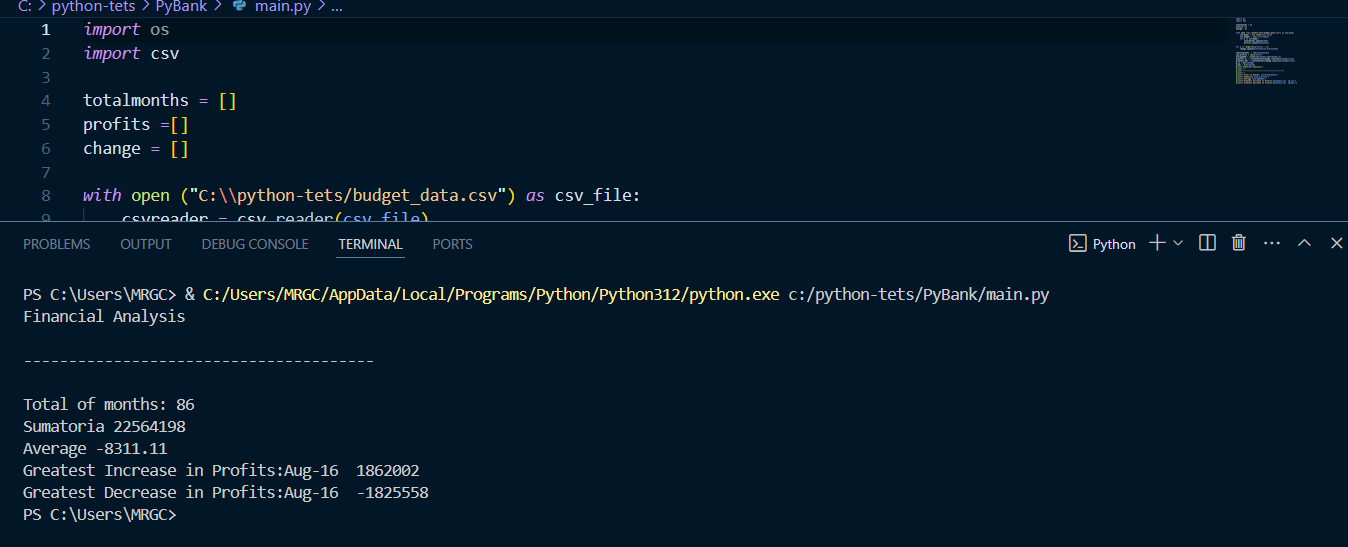 C: > python-tets > PyBank > main.py > ...
1 import os
2 import csv
3
4 totalmonths = []
5 profits =[]
6 change = []
7
8 with open ("C:\\python-tets/budget_data.csv") as csv_file:
9 csvreader = csv.reader(csv_file)
PROBLEMS OUTPUT DEBUG CONSOLE TERMINAL PORTS Python
PS C:\Users\MRGC> & C:/Users/MRGC/AppData/Local/Programs/Python/Python312/python.exe c:/python-tets/PyBank/main.py
Financial Analysis
---------------------------------------
Total of months: 86
Sumatoria 22564198
Average -8311.11
Greatest Increase in Profits:Aug-16  1862002
Greatest Decrease in Profits:Aug-16  -1825558
PS C:\Users\MRGC>